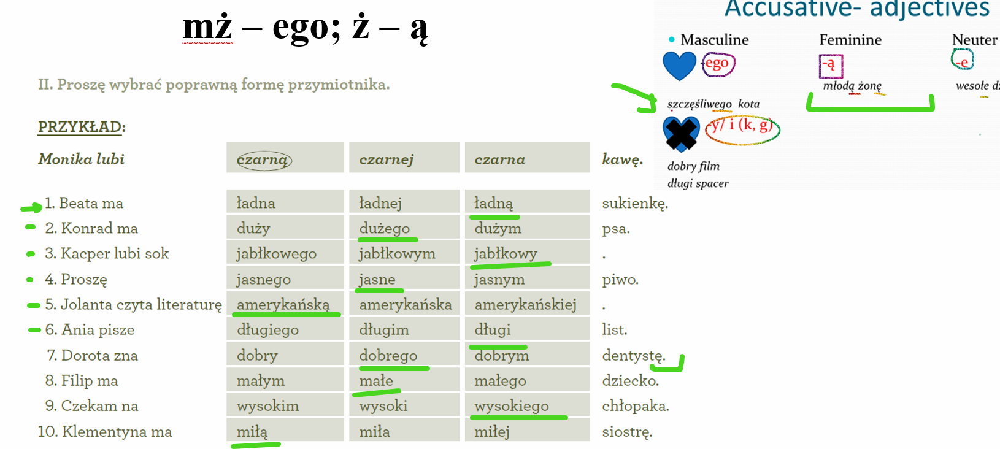 mż – ego; ż – ą
Accusative- adjectives
Masculine Feminine Neuter
-ego -ą -e
młodą żonę wesołe
szczęśliwego kota
-y/ i (k, g)
dobry film
długi spacer
II. Proszę wybrać poprawną formę przymiotnika.
PRZYKŁAD:
Monika lubi czarną czarnej czarna kawę.
1. Beata ma ładna ładnej ładną sukienkę.
2. Konrad ma duży dużego dużym psa.
3. Kacper lubi sok jabłkowego jabłkowym jabłkowy .
4. Proszę jasnego jasne jasnym piwo.
5. Jolanta czyta literaturę amerykańską amerykańska amerykańskiej .
6. Ania pisze długiego długim długi list.
7. Dorota zna dobry dobrego dobrym dentystę.
8. Filip ma małym małe małego dziecko.
9. Czekam na wysokim wysoki wysokiego chłopaka.
10. Klementyna ma miłą miła miłej siostrę.